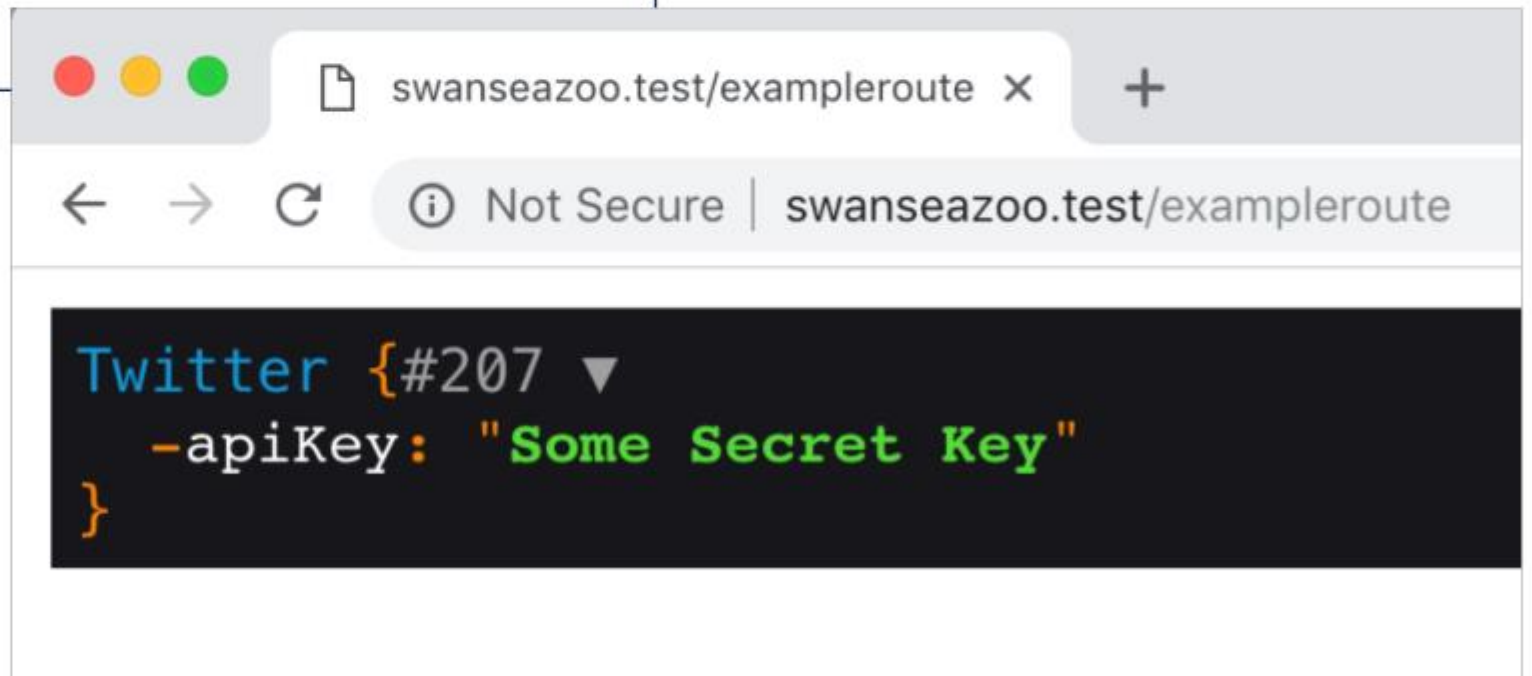 swanseazoo.test/exampleroute
Not Secure | swanseazoo.test/exampleroute
Twitter {#207 ▼
-apiKey: "Some Secret Key"
}